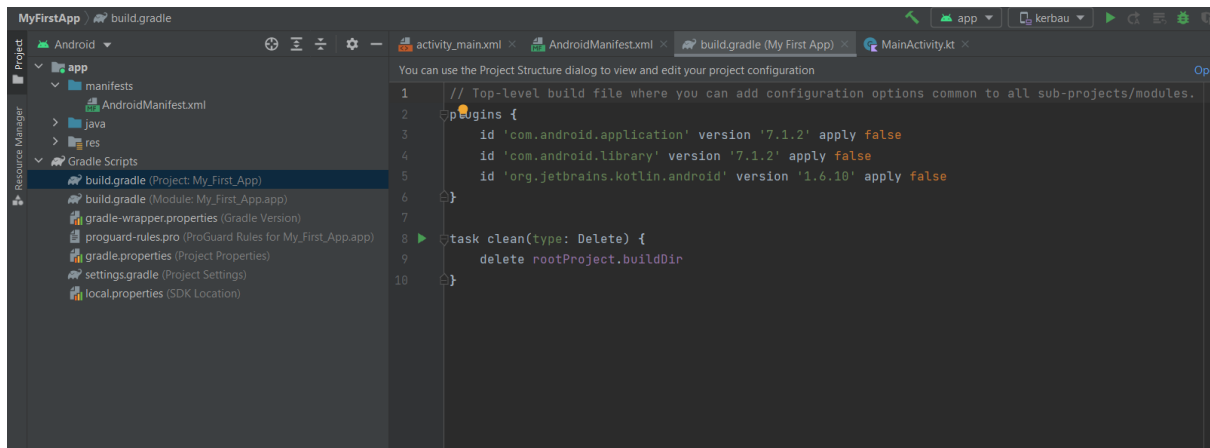 MyFirstApp build.gradle
app kerbau
Project
Resource Manager
Android
app
manifests
AndroidManifest.xml
java
res
Gradle Scripts
build.gradle (Project: My_First_App)
build.gradle (Module: My_First_App.app)
gradle-wrapper.properties (Gradle Version)
proguard-rules.pro (ProGuard Rules for My_First_App.app)
gradle.properties (Project Properties)
settings.gradle (Project Settings)
local.properties (SDK Location)
activity_main.xml AndroidManifest.xml build.gradle (My First App) MainActivity.kt
You can use the Project Structure dialog to view and edit your project configuration Op
1 // Top-level build file where you can add configuration options common to all sub-projects/modules.
2 plugins {
3 id 'com.android.application' version '7.1.2' apply false
4 id 'com.android.library' version '7.1.2' apply false
5 id 'org.jetbrains.kotlin.android' version '1.6.10' apply false
6 }
7
8 task clean(type: Delete) {
9 delete rootProject.buildDir
10 }